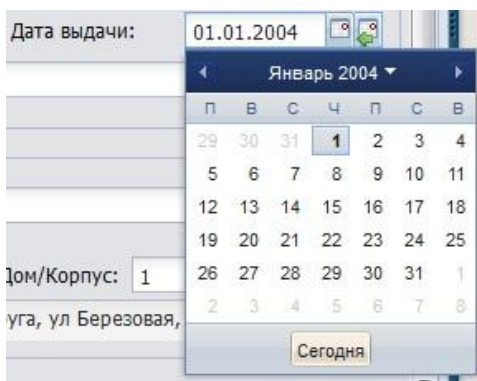 Дата выдачи: 01.01.2004
Январь 2004
П В С Ч П С В
29 30 31 1 2 3 4
5 6 7 8 9 10 11
12 13 14 15 16 17 18
19 20 21 22 23 24 25
26 27 28 29 30 31 1
2 3 4 5 6 7 8
Сегодня
Дом/Корпус: 1
уга, ул Березовая,